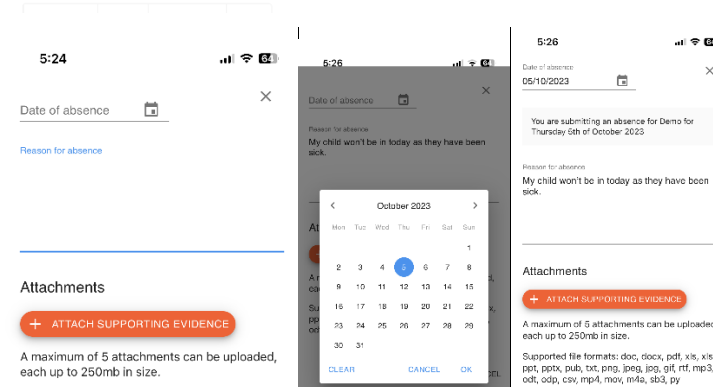 5:24
64
Date of absence
Reason for absence
Attachments
+ ATTACH SUPPORTING EVIDENCE
A maximum of 5 attachments can be uploaded,
each up to 250mb in size.
5:26
64
Date of absence
Reason for absence
My child won't be in today as they have been
sick.
October 2023
Mon Tue Wed Thu Fri Sat Sun
1
2 3 4 5 6 7 8
9 10 11 12 13 14 15
16 17 18 19 20 21 22
23 24 25 26 27 28 29
30 31
CLEAR CANCEL OK
5:26
Date of absence
05/10/2023
You are submitting an absence for Demo for
Thursday 5th of October 2023
Reason for absence
My child won't be in today as they have been
sick.
Attachments
+ ATTACH SUPPORTING EVIDENCE
A maximum of 5 attachments can be uploaded
each up to 250mb in size.
Supported file formats: doc, docx, pdf, xls, xls
ppt, pptx, pub, txt, png, jpeg, jpg, gif, rtf, mp3,
odt, odp, csv, mp4, mov, m4a, sb3, py